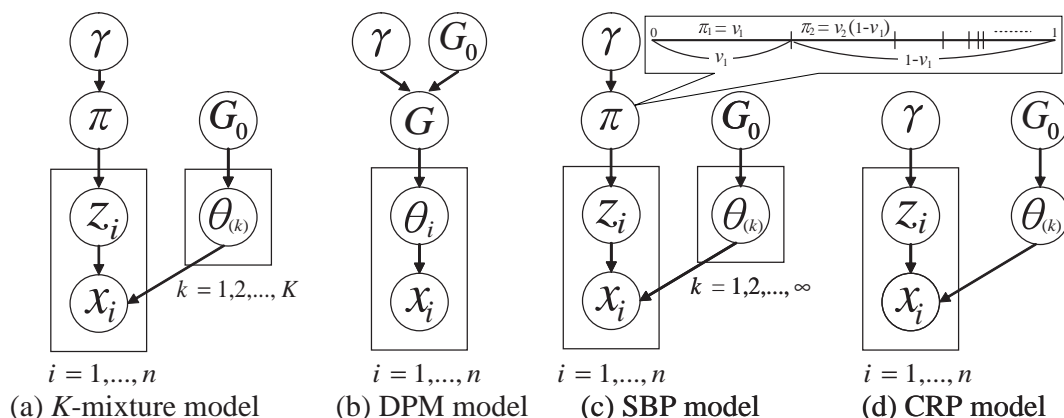 γ
π
G₀
zᵢ
θ₍ₖ₎
xᵢ
k = 1,2,..., K
i = 1,..., n
(a) K-mixture model
γ
G₀
G
θᵢ
xᵢ
i = 1,..., n
(b) DPM model
γ
π
0
π₁ = v₁
π₂ = v₂(1-v₁)
1
v₁
1-v₁
G₀
zᵢ
θ₍ₖ₎
xᵢ
k = 1,2,..., ∞
i = 1,..., n
(c) SBP model
γ
G₀
zᵢ
θ₍ₖ₎
xᵢ
i = 1,..., n
(d) CRP model